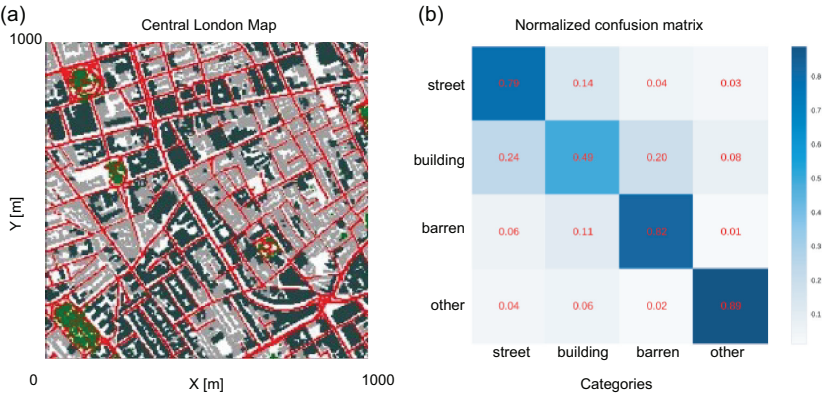 (a)
Central London Map
1000
Y [m]
0
X [m]
1000
(b)
Normalized confusion matrix
street
0.79 0.14 0.04 0.03
building
0.24 0.49 0.20 0.08
barren
0.06 0.11 0.82 0.01
other
0.04 0.06 0.02 0.89
street building barren other
Categories
0.8
0.7
0.6
0.5
0.4
0.3
0.2
0.1